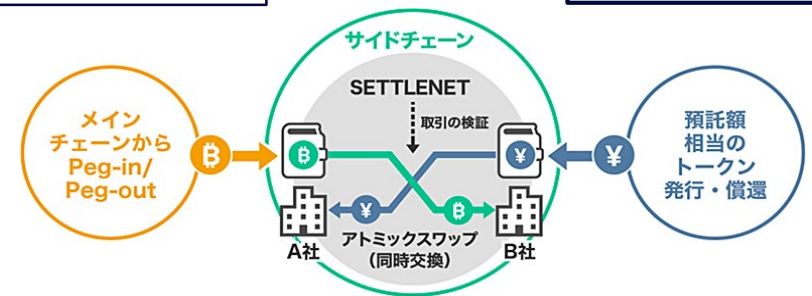 サイドチェーン
SETTLENET
取引の検証
メイン
チェーンから
Peg-in/
Peg-out
₿
₿
¥
¥
預託額
相当の
トークン
発行・償還
¥
₿
A社
アトミックスワップ
(同時交換)
B社